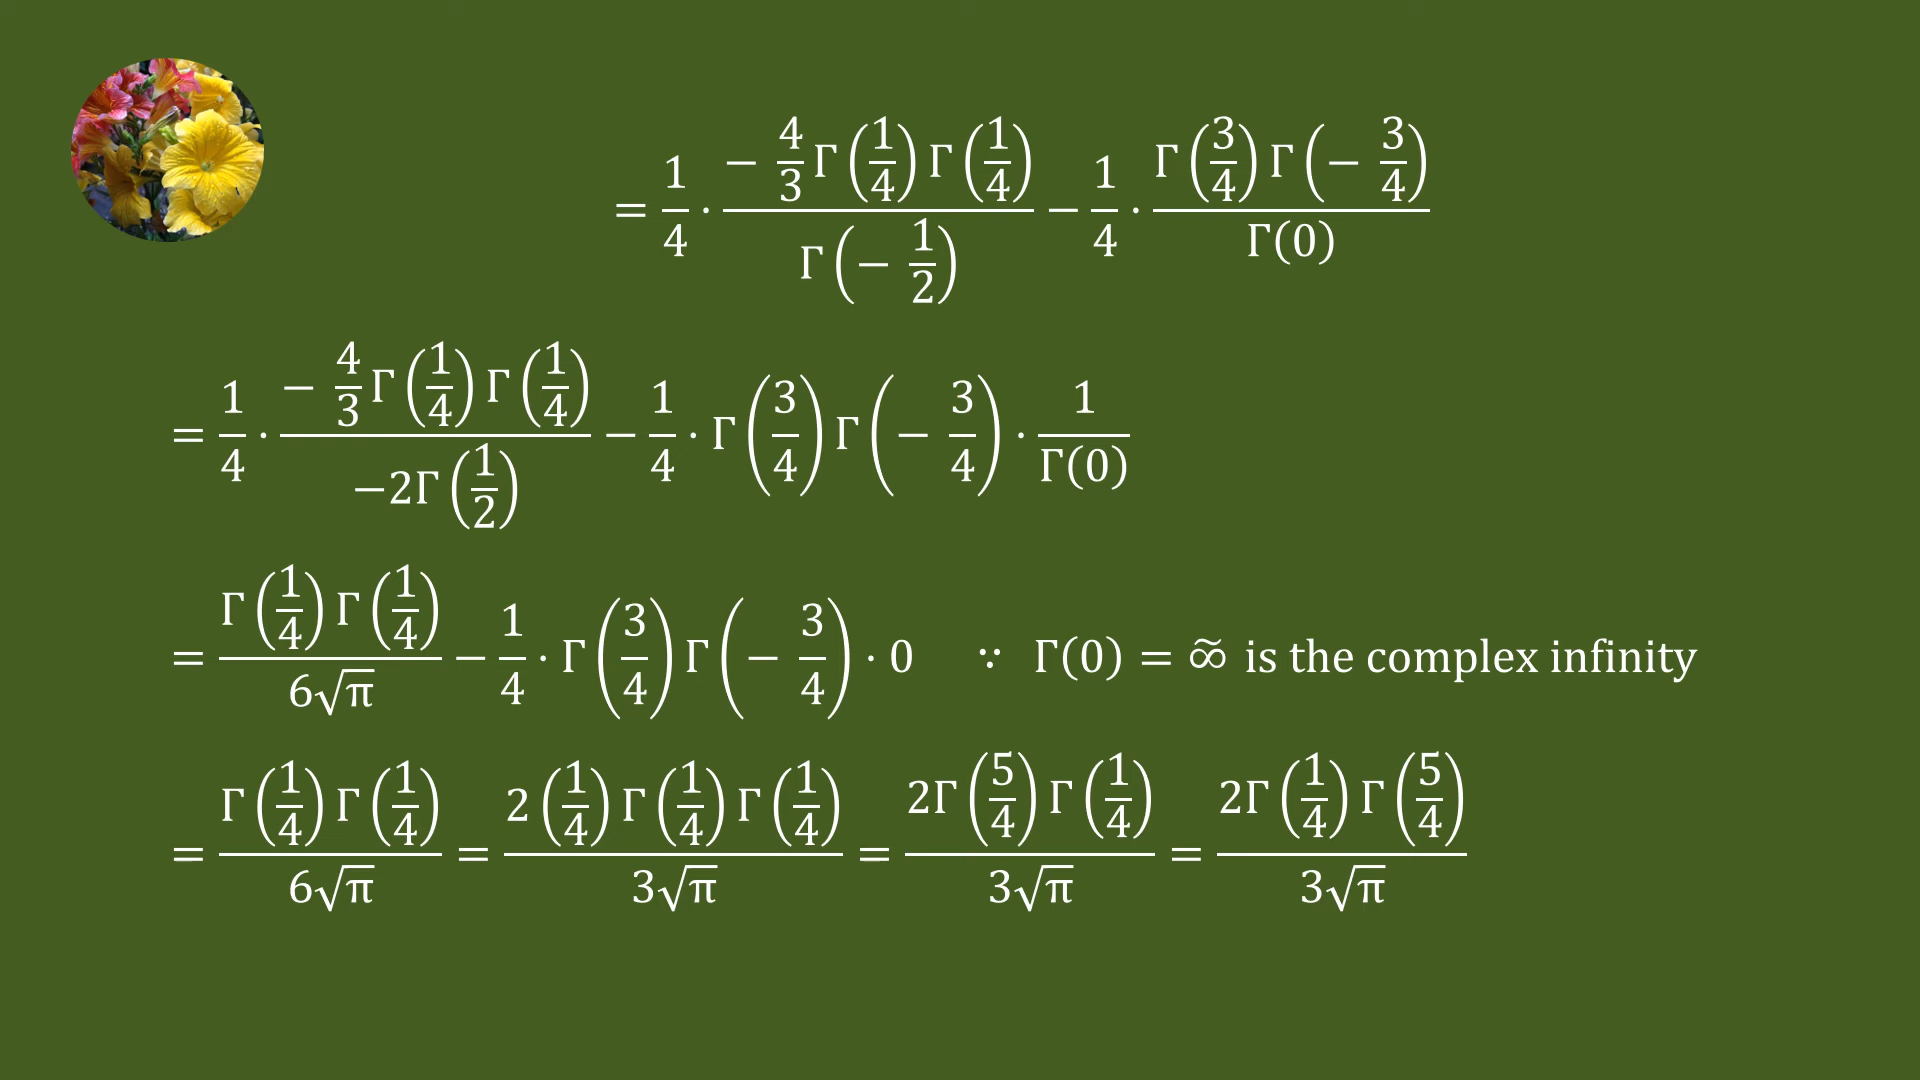 = 1/4 · (− 4/3 Γ(1/4) Γ(1/4)) / Γ(− 1/2) − 1/4 · (Γ(3/4) Γ(− 3/4)) / Γ(0)
= 1/4 · (− 4/3 Γ(1/4) Γ(1/4)) / (−2Γ(1/2)) − 1/4 · Γ(3/4) Γ(− 3/4) · 1/Γ(0)
= (Γ(1/4) Γ(1/4)) / (6√π) − 1/4 · Γ(3/4) Γ(− 3/4) · 0 ∵ Γ(0) = ∞̃ is the complex infinity
= (Γ(1/4) Γ(1/4)) / (6√π) = (2(1/4) Γ(1/4) Γ(1/4)) / (3√π) = (2Γ(5/4) Γ(1/4)) / (3√π) = (2Γ(1/4) Γ(5/4)) / (3√π)